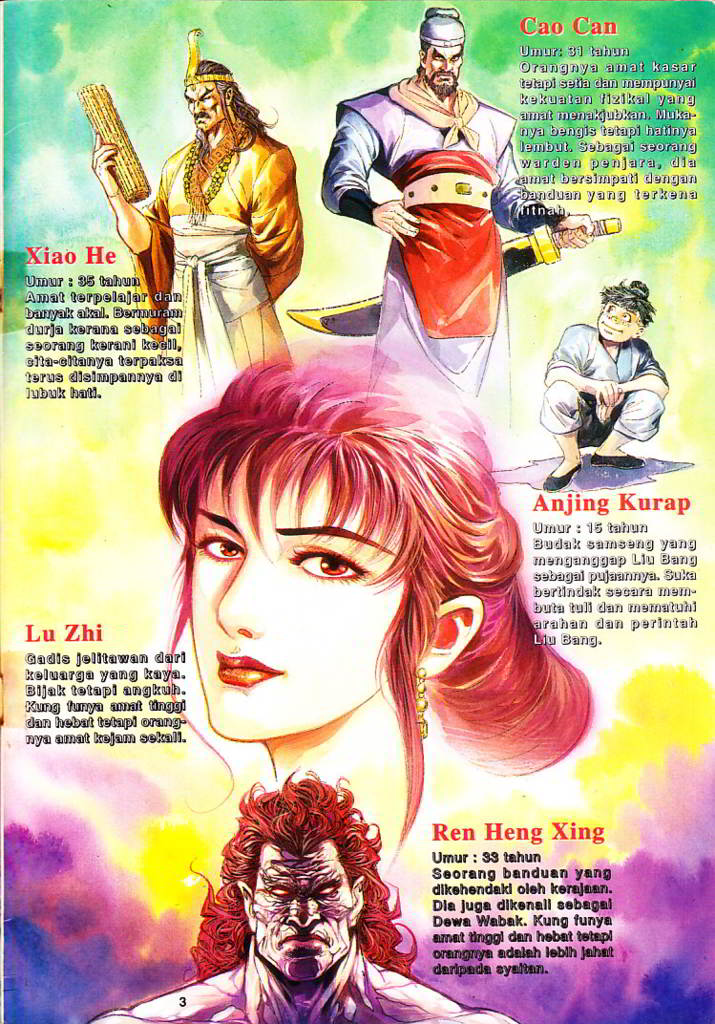 Cao Can
Umur: 31 tahun
Orangnya amat kasar
tetapi setia dan mempunyai
kekuatan fizikal yang
amat menakjubkan. Muka-
nya bengis tetapi hatinya
lembut. Sebagai seorang
warden penjara, dia
amat bersimpati dengan
banduan yang terkena
fitnah.
Xiao He
Umur : 35 tahun
Amat terpelajar dan
banyak akal. Bermuram
durja kerana sebagai
seorang kerani kecil,
cita-citanya terpaksa
terus disimpannya di
lubuk hati.
Anjing Kurap
Umur : 15 tahun
Budak samseng yang
menganggap Liu Bang
sebagai pujaannya. Suka
bertindak secara mem-
buta tuli dan mematuhi
arahan dan perintah
Liu Bang.
Lu Zhi
Gadis jelitawan dari
keluarga yang kaya.
Bijak tetapi angkuh.
Kung funya amat tinggi
dan hebat tetapi orang-
nya amat kejam sekali.
Ren Heng Xing
Umur : 33 tahun
Seorang banduan yang
dikehendaki oleh kerajaan.
Dia juga dikenali sebagai
Dewa Wabak. Kung funya
amat tinggi dan hebat tetapi
orangnya adalah lebih jahat
daripada syaitan.
3